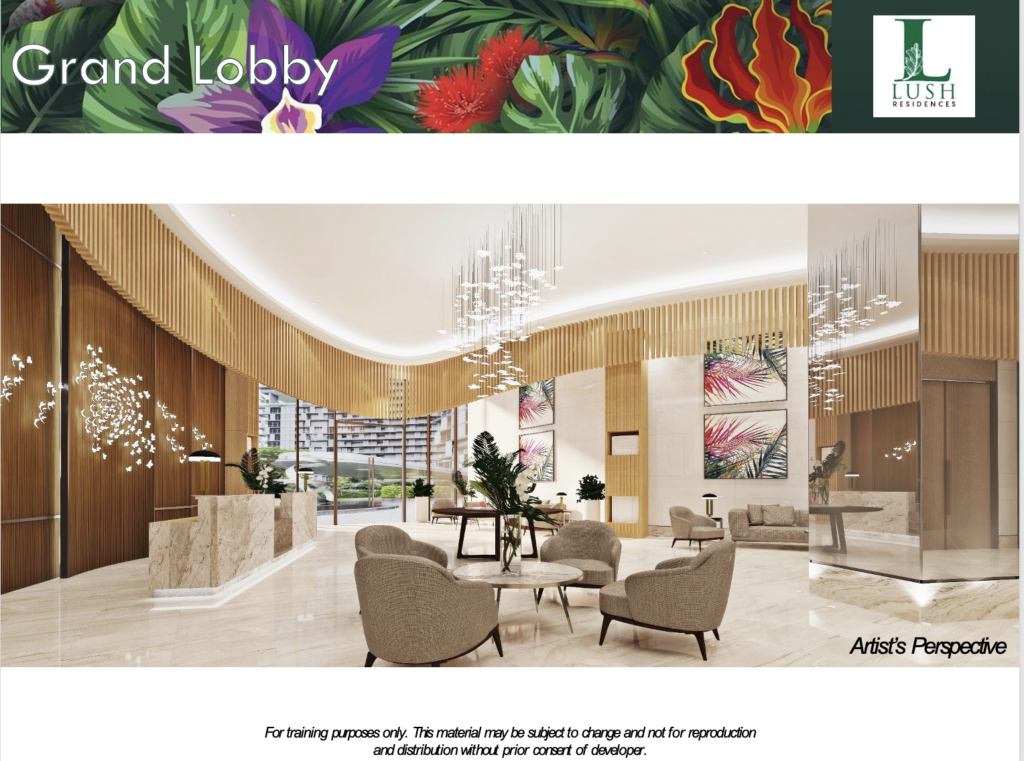 Grand Lobby
L
LUSH
RESIDENCES
Artist's Perspective
For training purposes only. This material may be subject to change and not for reproduction
and distribution without prior consent of developer.